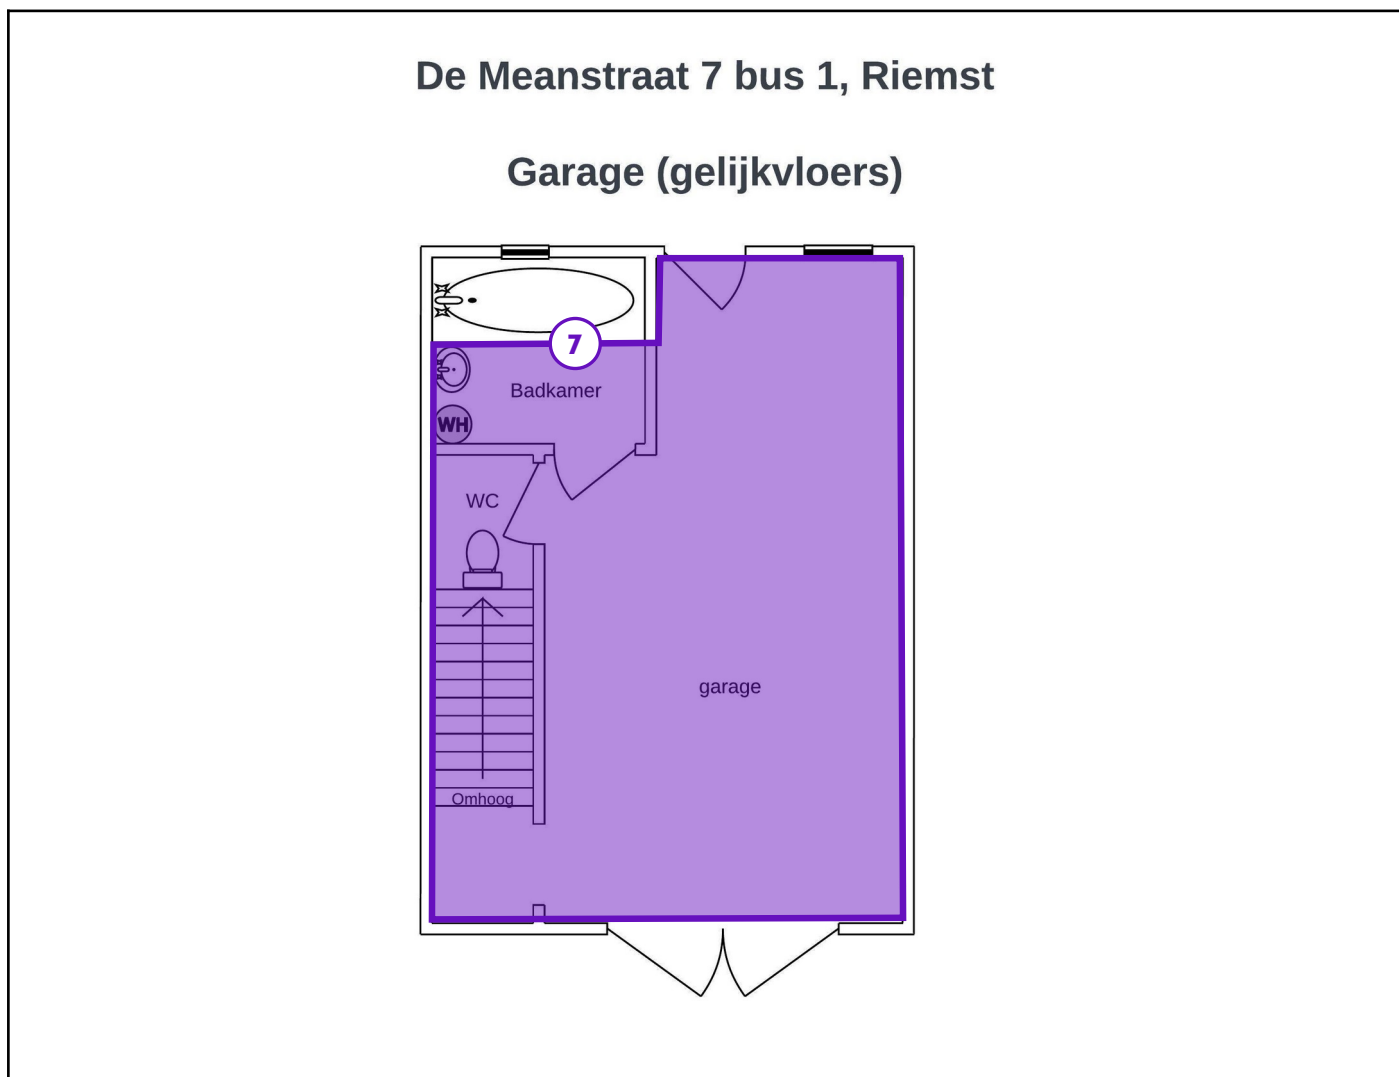 De Meanstraat 7 bus 1, Riemst
Garage (gelijkvloers)
7
Badkamer
WH
WC
garage
Omhoog